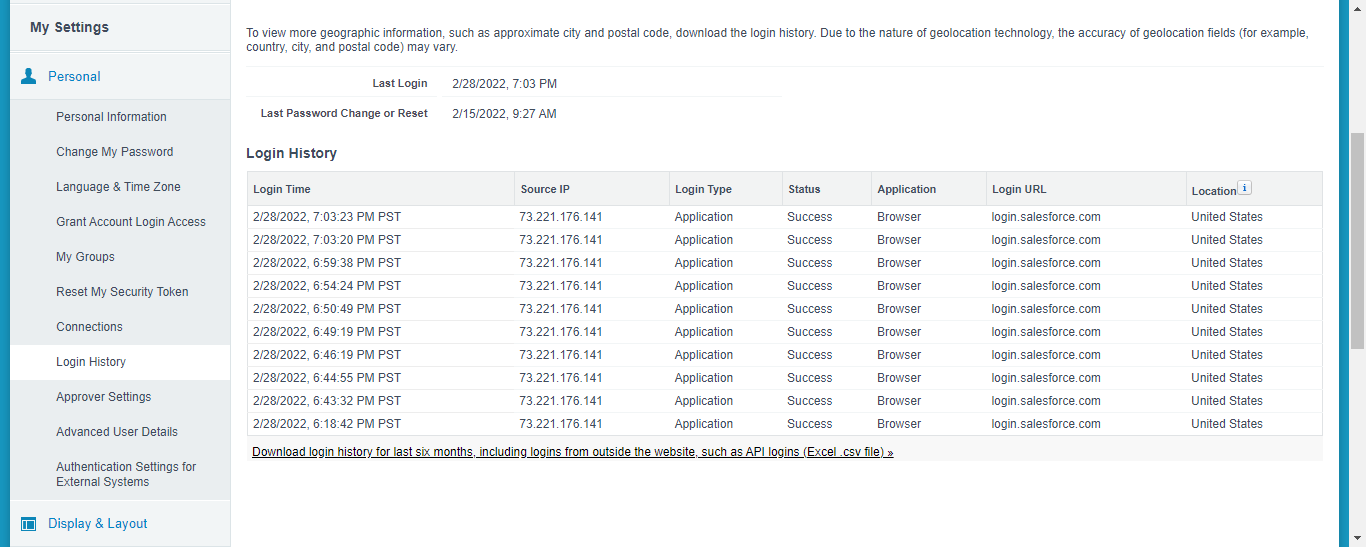 My Settings
Personal
Personal Information
Change My Password
Language & Time Zone
Grant Account Login Access
My Groups
Reset My Security Token
Connections
Login History
Approver Settings
Advanced User Details
Authentication Settings for
External Systems
Display & Layout
To view more geographic information, such as approximate city and postal code, download the login history. Due to the nature of geolocation technology, the accuracy of geolocation fields (for example,
country, city, and postal code) may vary.
Last Login 2/28/2022, 7:03 PM
Last Password Change or Reset 2/15/2022, 9:27 AM
Login History
Login Time Source IP Login Type Status Application Login URL Location i
2/28/2022, 7:03:23 PM PST 73.221.176.141 Application Success Browser login.salesforce.com United States
2/28/2022, 7:03:20 PM PST 73.221.176.141 Application Success Browser login.salesforce.com United States
2/28/2022, 6:59:38 PM PST 73.221.176.141 Application Success Browser login.salesforce.com United States
2/28/2022, 6:54:24 PM PST 73.221.176.141 Application Success Browser login.salesforce.com United States
2/28/2022, 6:50:49 PM PST 73.221.176.141 Application Success Browser login.salesforce.com United States
2/28/2022, 6:49:19 PM PST 73.221.176.141 Application Success Browser login.salesforce.com United States
2/28/2022, 6:46:19 PM PST 73.221.176.141 Application Success Browser login.salesforce.com United States
2/28/2022, 6:44:55 PM PST 73.221.176.141 Application Success Browser login.salesforce.com United States
2/28/2022, 6:43:32 PM PST 73.221.176.141 Application Success Browser login.salesforce.com United States
2/28/2022, 6:18:42 PM PST 73.221.176.141 Application Success Browser login.salesforce.com United States
Download login history for last six months, including logins from outside the website, such as API logins (Excel .csv file) »